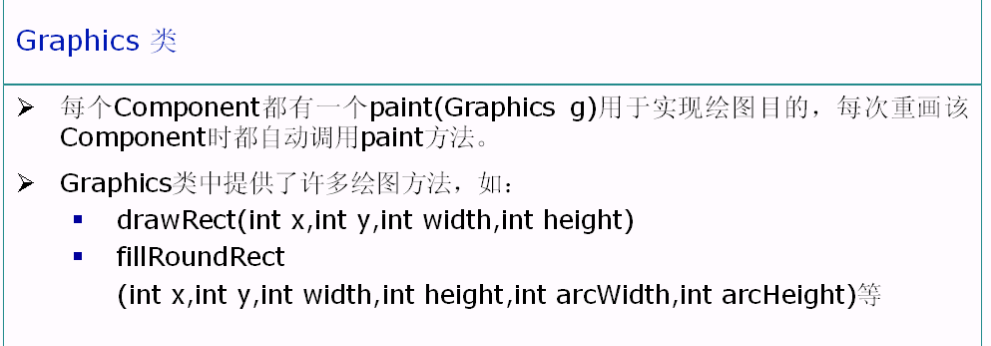 Graphics 类
➢ 每个Component都有一个paint(Graphics g)用于实现绘图目的，每次重画该
Component时都自动调用paint方法。
➢ Graphics类中提供了许多绘图方法，如：
▪ drawRect(int x,int y,int width,int height)
▪ fillRoundRect
(int x,int y,int width,int height,int arcWidth,int arcHeight)等